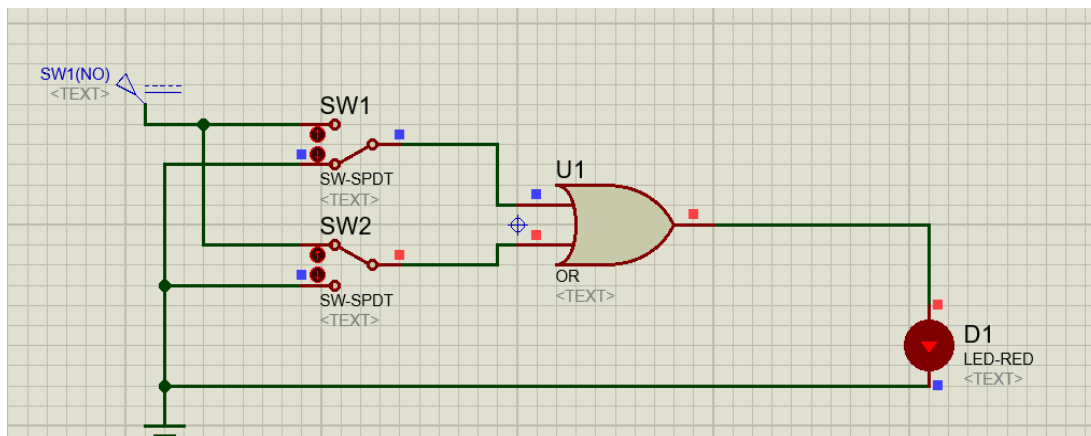 SW1(NO)
<TEXT>
SW1
SW-SPDT
<TEXT>
SW2
SW-SPDT
<TEXT>
U1
OR
<TEXT>
D1
LED-RED
<TEXT>